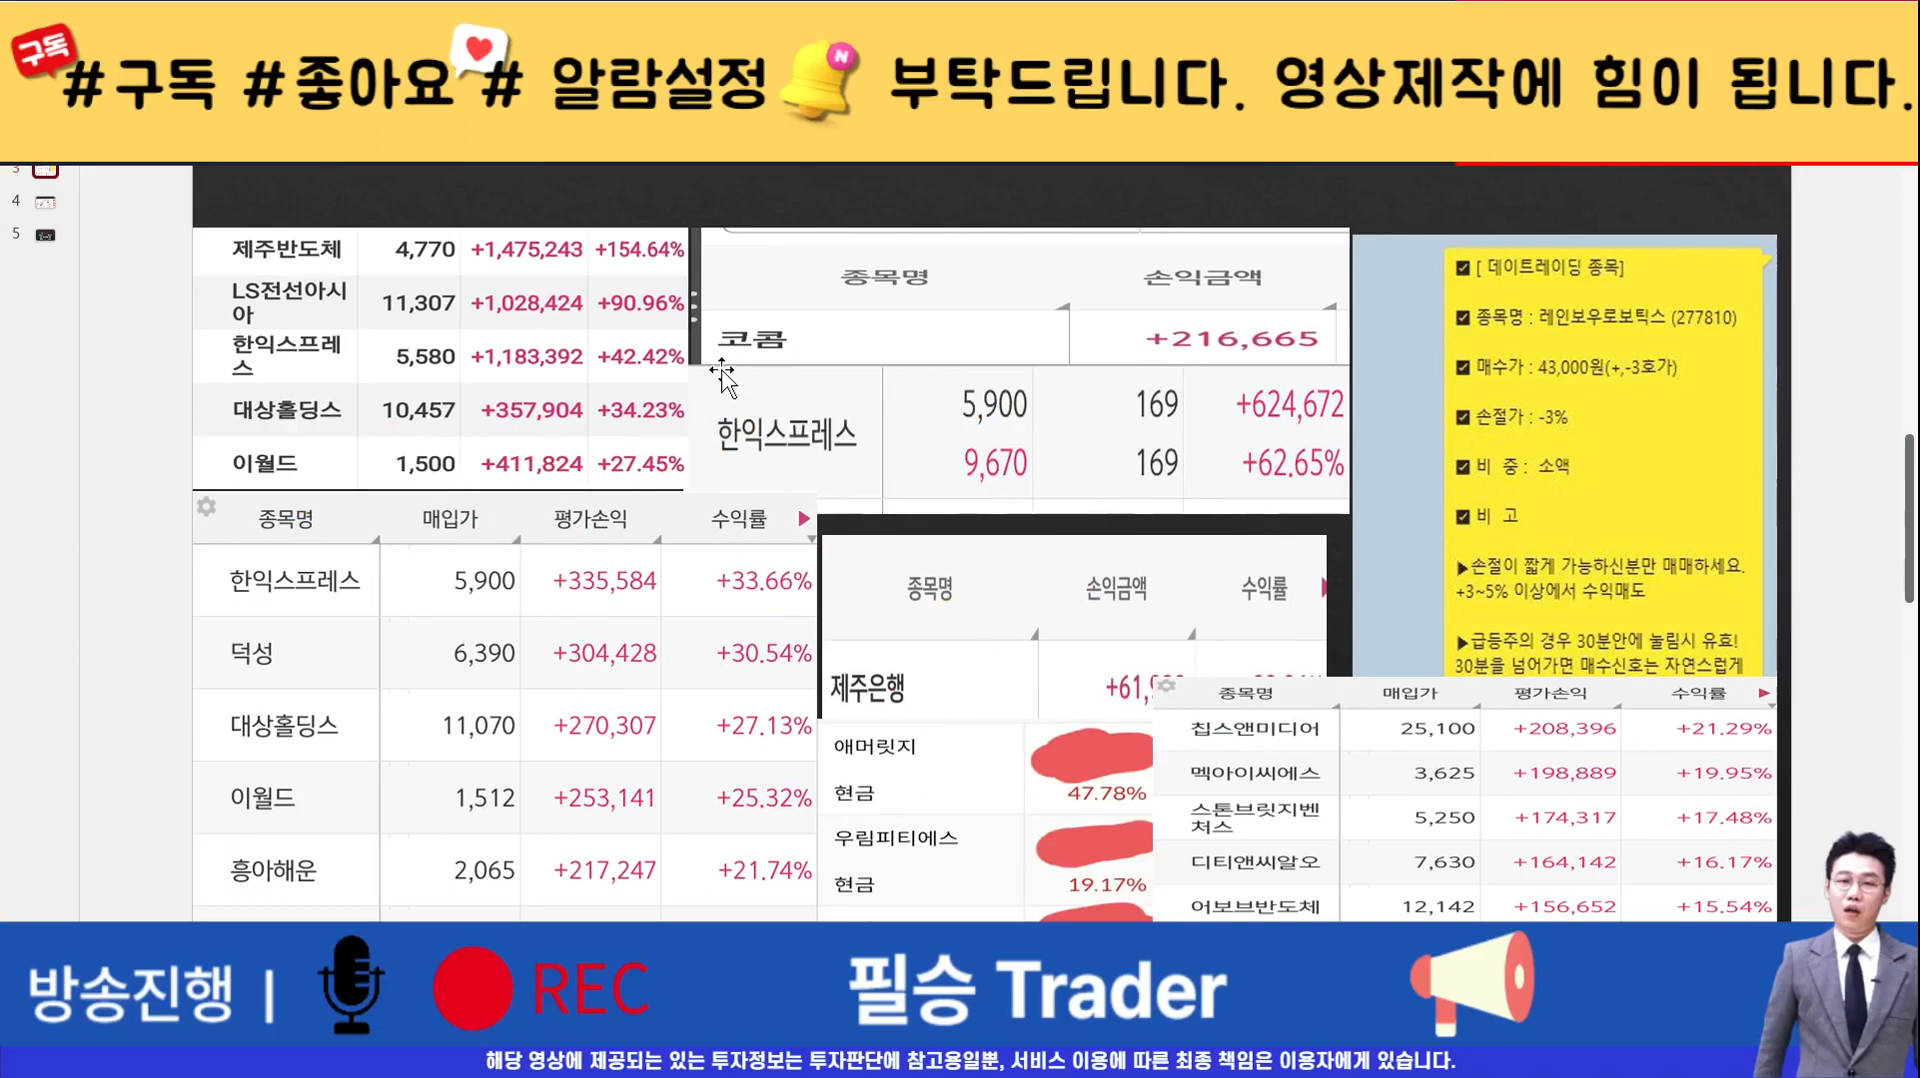 구독
#구독 #좋아요 # 알람설정 N 부탁드립니다. 영상제작에 힘이 됩니다.
3
4
5
제주반도체 4,770 +1,475,243 +154.64%
LS전선아시
아 11,307 +1,028,424 +90.96%
한익스프레
스 5,580 +1,183,392 +42.42%
대상홀딩스 10,457 +357,904 +34.23%
이월드 1,500 +411,824 +27.45%
종목명 손익금액
코콤 +216,665
한익스프레스 5,900 169 +624,672
9,670 169 +62.65%
[ 데이트레이딩 종목]
종목명 : 레인보우로보틱스 (277810)
매수가 : 43,000원(+,-3호가)
손절가 : -3%
비 중 : 소액
비 고
▶손절이 짧게 가능하신분만 매매하세요.
+3~5% 이상에서 수익매도
▶급등주의 경우 30분안에 눌림시 유효!
30분을 넘어가면 매수신호는 자연스럽게
종목명 매입가 평가손익 수익률
한익스프레스 5,900 +335,584 +33.66%
덕성 6,390 +304,428 +30.54%
대상홀딩스 11,070 +270,307 +27.13%
이월드 1,512 +253,141 +25.32%
흥아해운 2,065 +217,247 +21.74%
종목명 손익금액 수익률
제주은행 +61,
애머릿지
현금 47.78%
우림피티에스
현금 19.17%
종목명 매입가 평가손익 수익률
칩스앤미디어 25,100 +208,396 +21.29%
멕아이씨에스 3,625 +198,889 +19.95%
스톤브릿지벤
처스 5,250 +174,317 +17.48%
디티앤씨알오 7,630 +164,142 +16.17%
어보브반도체 12,142 +156,652 +15.54%
방송진행 | REC 필승 Trader
해당 영상에 제공되는 있는 투자정보는 투자판단에 참고용일뿐, 서비스 이용에 따른 최종 책임은 이용자에게 있습니다.